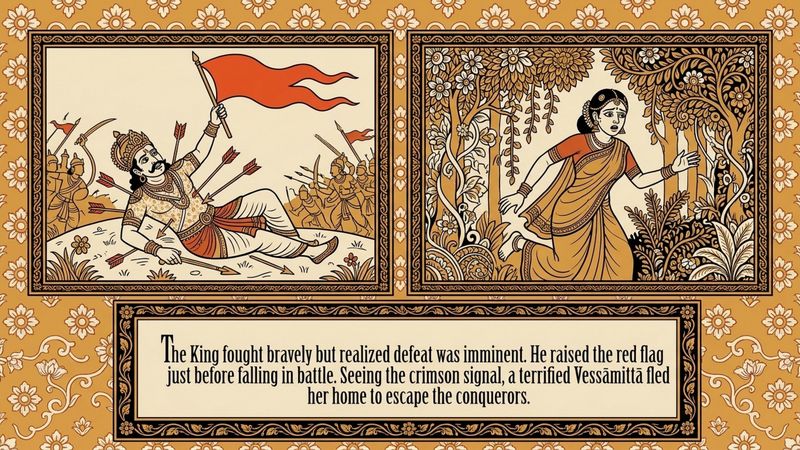 The King fought bravely but realized defeat was imminent. He raised the red flag
just before falling in battle. Seeing the crimson signal, a terrified Vessāmittā fled
her home to escape the conquerors.